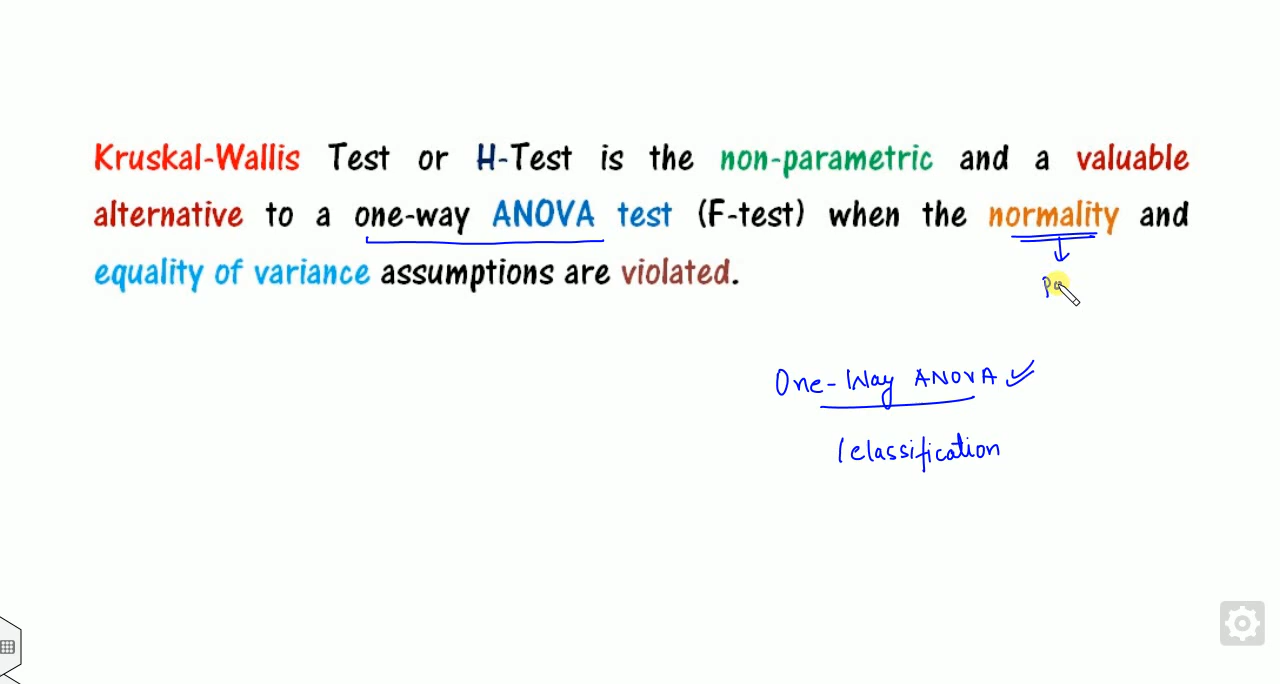 Kruskal-Wallis Test or H-Test is the non-parametric and a valuable
alternative to a one-way ANOVA test (F-test) when the normality and
equality of variance assumptions are violated.
Pa
One-Way ANOVA
1 classification